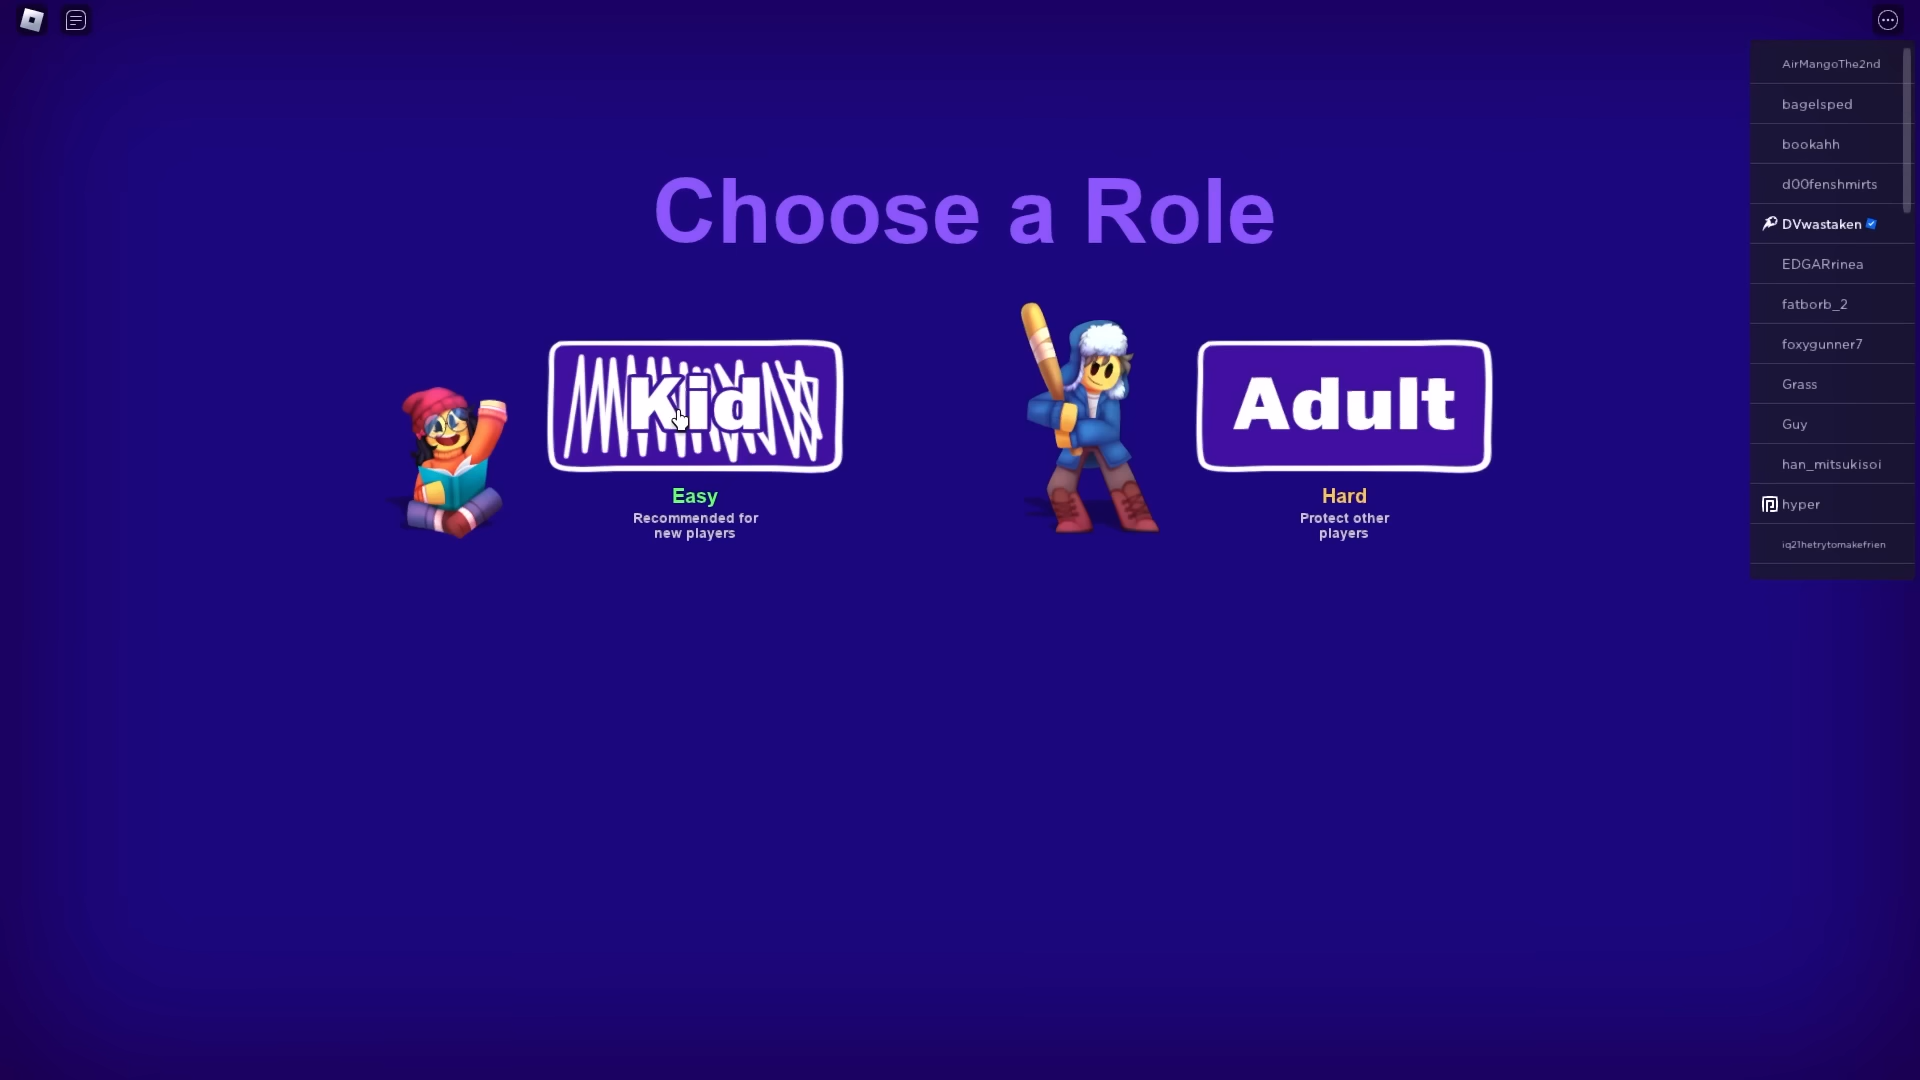 Choose a Role
Kid
Easy
Recommended for
new players
Adult
Hard
Protect other
players
AirMangoThe2nd
bagelsped
bookahh
d00fenshmirts
DVwastaken
EDGARrinea
fatborb_2
foxygunner7
Grass
Guy
han_mitsukisoi
hyper
iq21hetrytomakefrien